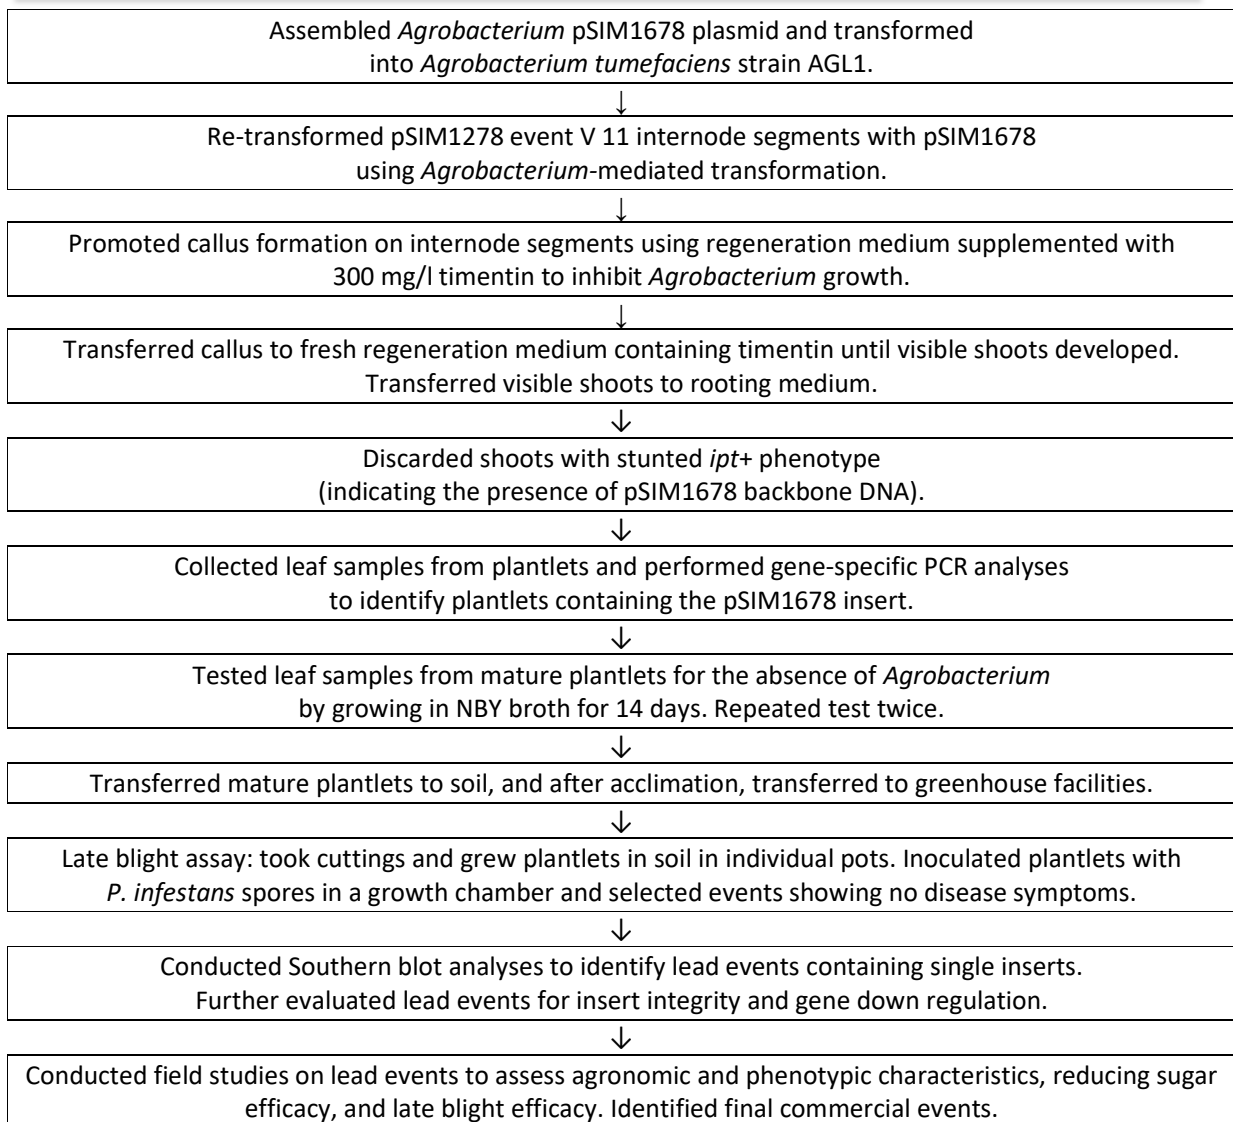 Assembled Agrobacterium pSIM1678 plasmid and transformed
into Agrobacterium tumefaciens strain AGL1.
↓
Re-transformed pSIM1278 event V 11 internode segments with pSIM1678
using Agrobacterium-mediated transformation.
↓
Promoted callus formation on internode segments using regeneration medium supplemented with
300 mg/l timentin to inhibit Agrobacterium growth.
↓
Transferred callus to fresh regeneration medium containing timentin until visible shoots developed.
Transferred visible shoots to rooting medium.
↓
Discarded shoots with stunted ipt+ phenotype
(indicating the presence of pSIM1678 backbone DNA).
↓
Collected leaf samples from plantlets and performed gene-specific PCR analyses
to identify plantlets containing the pSIM1678 insert.
↓
Tested leaf samples from mature plantlets for the absence of Agrobacterium
by growing in NBY broth for 14 days. Repeated test twice.
↓
Transferred mature plantlets to soil, and after acclimation, transferred to greenhouse facilities.
↓
Late blight assay: took cuttings and grew plantlets in soil in individual pots. Inoculated plantlets with
P. infestans spores in a growth chamber and selected events showing no disease symptoms.
↓
Conducted Southern blot analyses to identify lead events containing single inserts.
Further evaluated lead events for insert integrity and gene down regulation.
↓
Conducted field studies on lead events to assess agronomic and phenotypic characteristics, reducing sugar
efficacy, and late blight efficacy. Identified final commercial events.